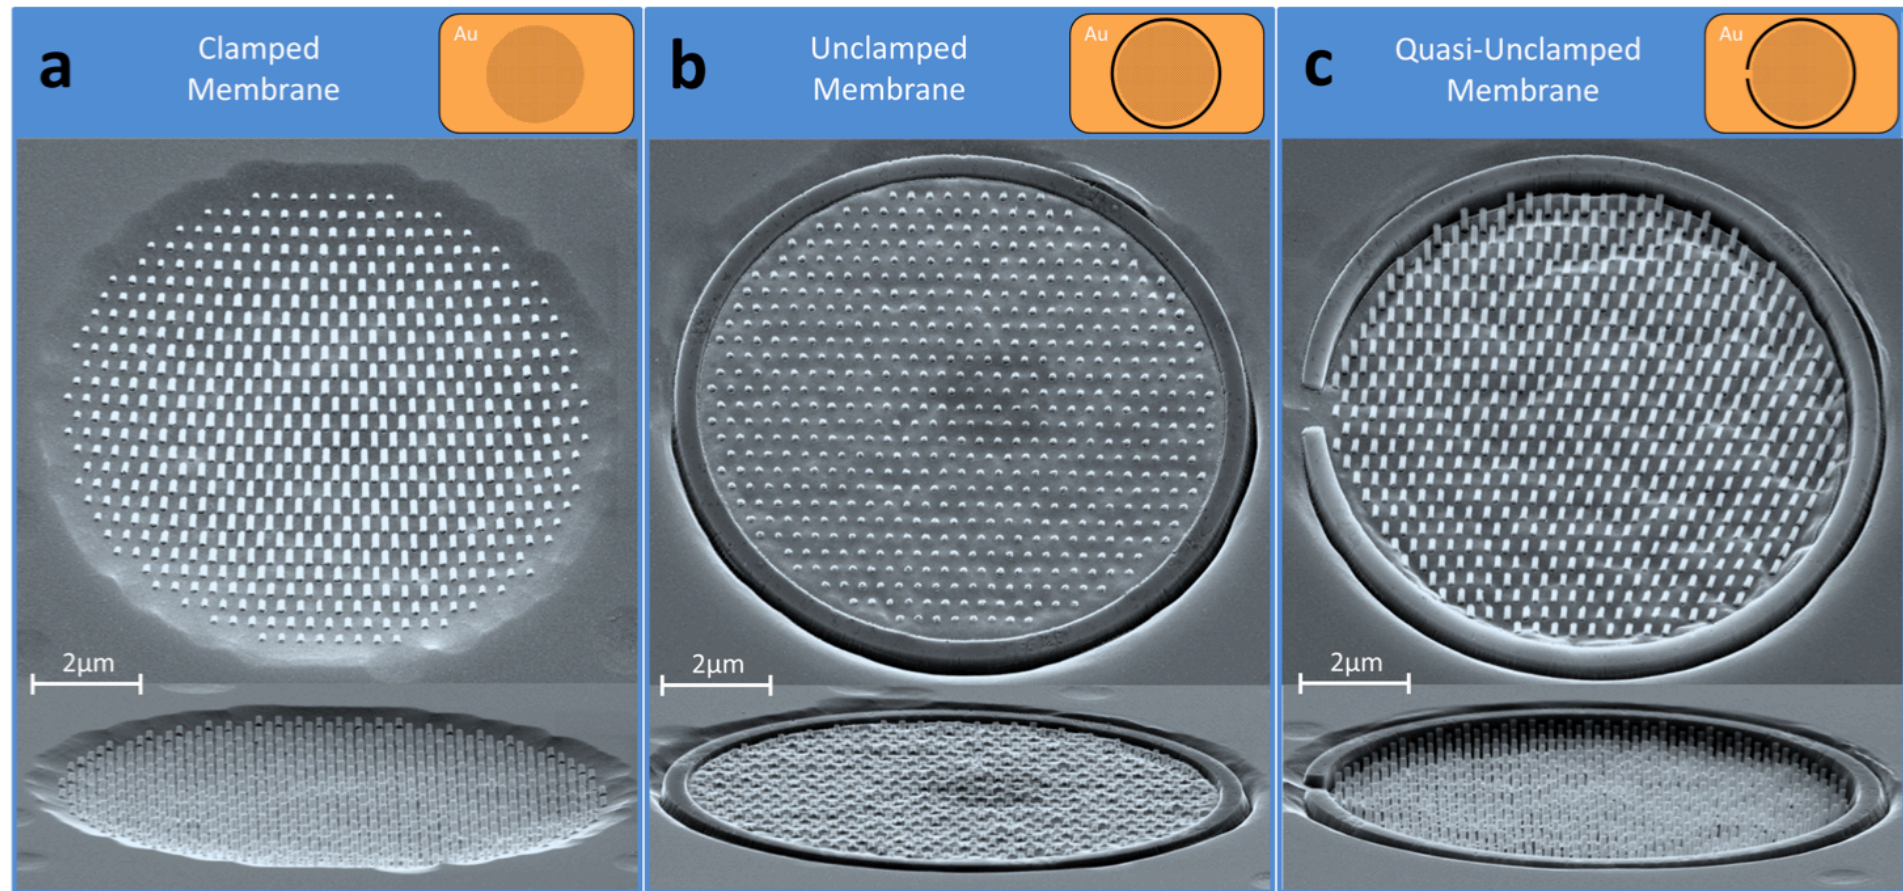 a
Clamped
Membrane
Au
2µm
b
Unclamped
Membrane
Au
2µm
c
Quasi-Unclamped
Membrane
Au
2µm